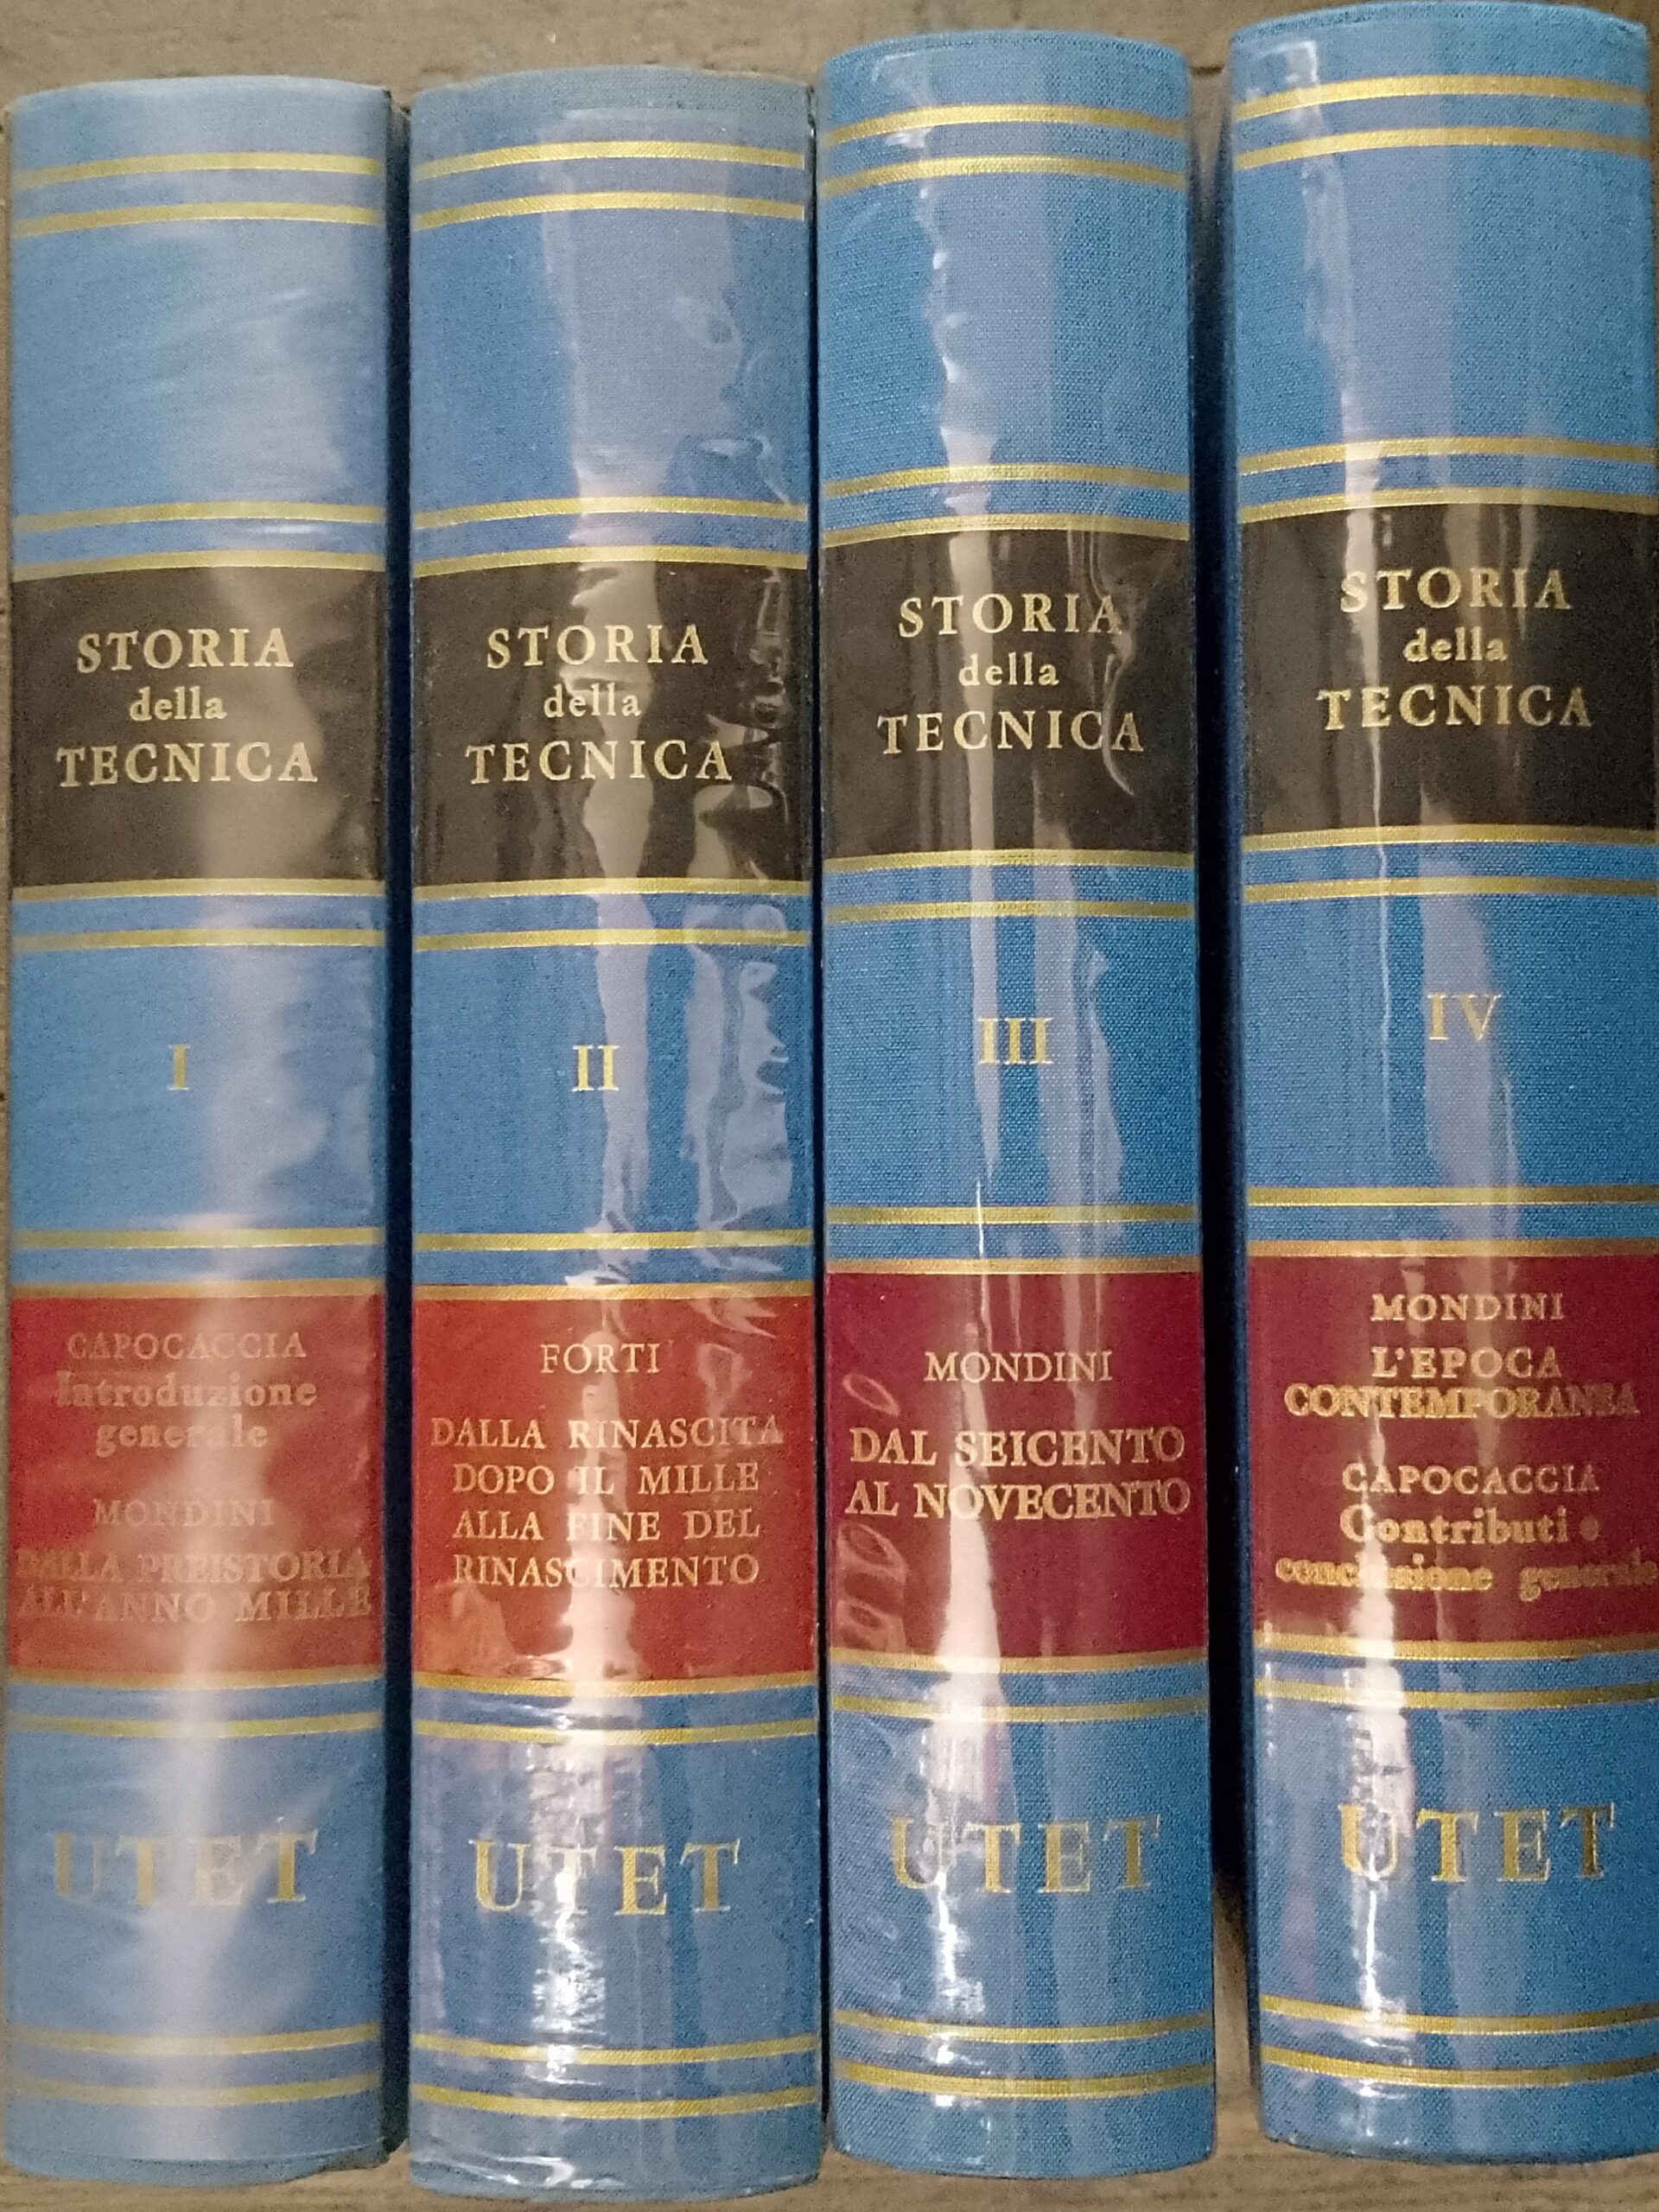 STORIA
della
TECNICA
I
CAPOCACCIA
Introduzione
generale
MONDINI
DALLA PREISTORIA
ALL'ANNO MILLE
UTET
STORIA
della
TECNICA
II
FORTI
DALLA RINASCITA
DOPO IL MILLE
ALLA FINE DEL
RINASCIMENTO
UTET
STORIA
della
TECNICA
III
MONDINI
DAL SEICENTO
AL NOVECENTO
UTET
STORIA
della
TECNICA
IV
MONDINI
L'EPOCA
CONTEMPORANEA
CAPOCACCIA
Contributi e
conclusione generale
UTET